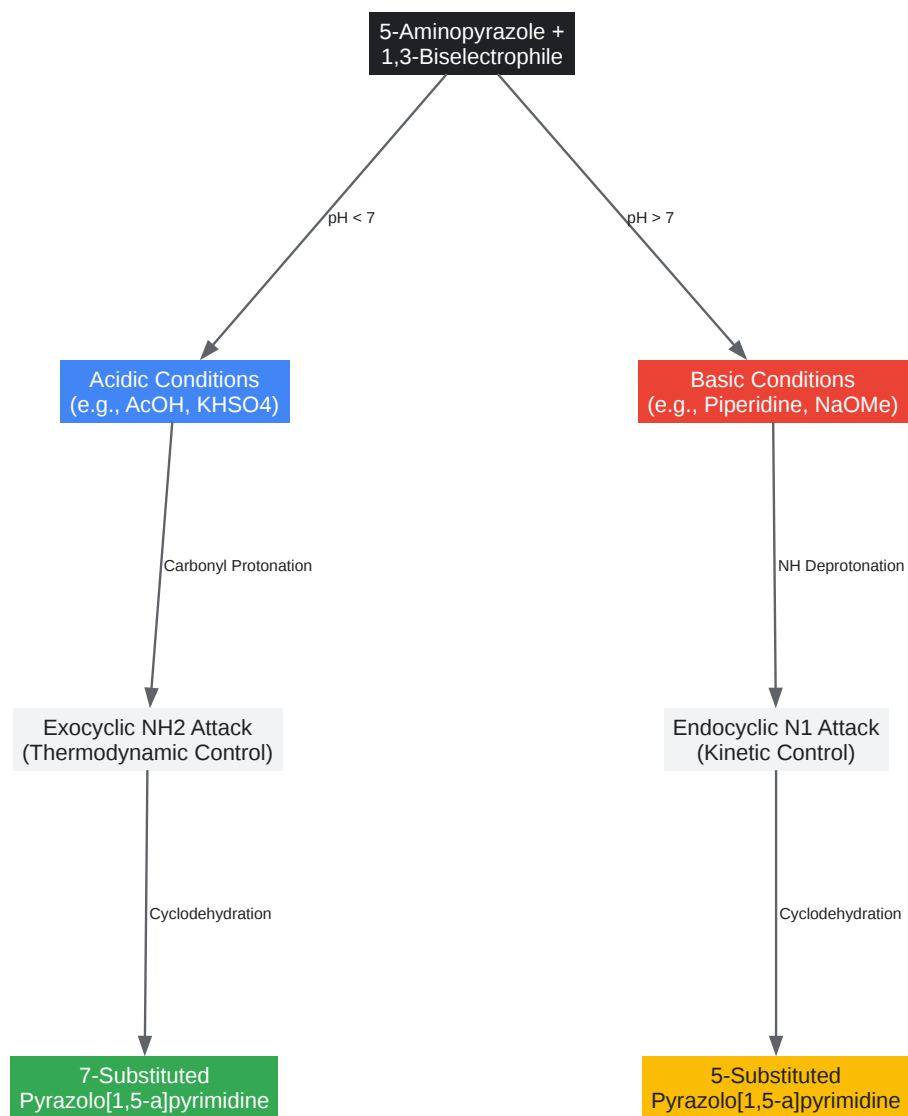 5-Aminopyrazole +
1,3-Biselectrophile
pH < 7
pH > 7
Acidic Conditions
(e.g., AcOH, KHSO4)
Basic Conditions
(e.g., Piperidine, NaOMe)
Carbonyl Protonation
NH Deprotonation
Exocyclic NH2 Attack
(Thermodynamic Control)
Endocyclic N1 Attack
(Kinetic Control)
Cyclodehydration
Cyclodehydration
7-Substituted
Pyrazolo[1,5-a]pyrimidine
5-Substituted
Pyrazolo[1,5-a]pyrimidine